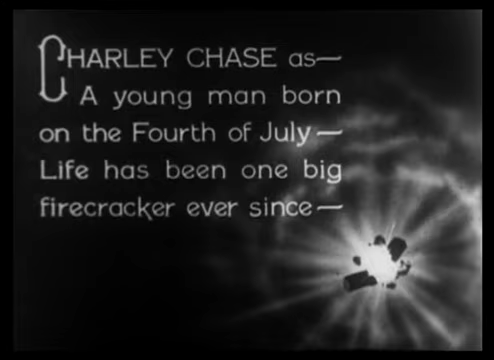 CHARLEY CHASE as—
A young man born
on the Fourth of July—
Life has been one big
firecracker ever since—